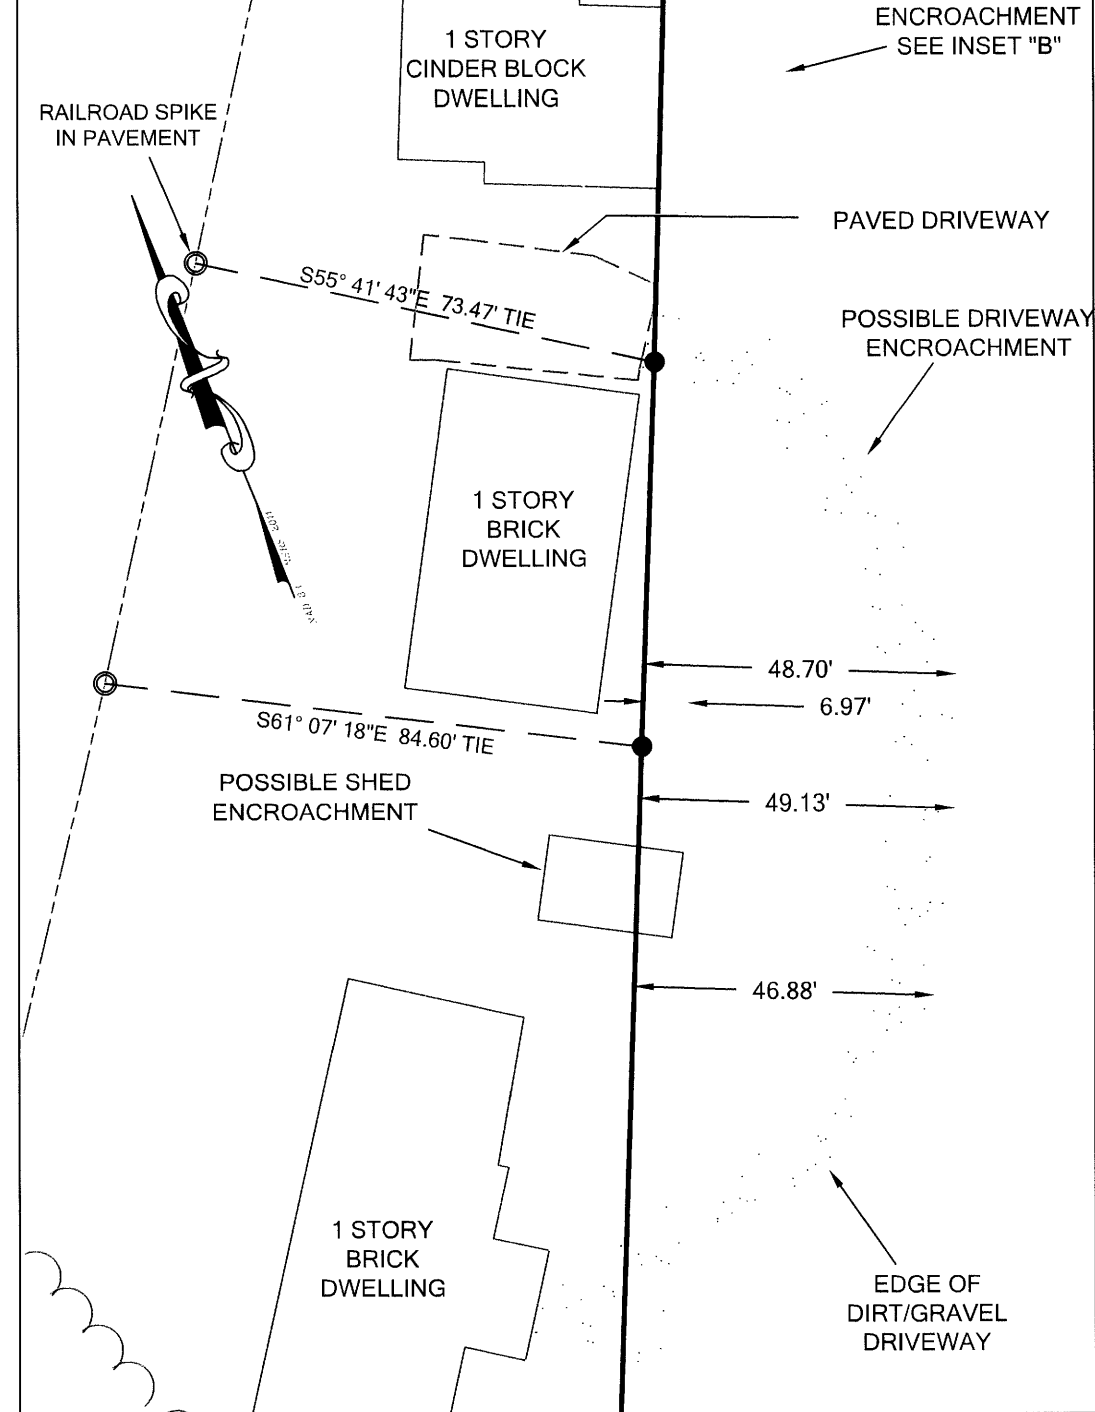 ENCROACHMENT
SEE INSET "B"
1 STORY
CINDER BLOCK
DWELLING
RAILROAD SPIKE
IN PAVEMENT
PAVED DRIVEWAY
S55° 41' 43"E 73.47' TIE
POSSIBLE DRIVEWAY
ENCROACHMENT
1 STORY
BRICK
DWELLING
48.70'
6.97'
S61° 07' 18"E 84.60' TIE
POSSIBLE SHED
ENCROACHMENT
49.13'
46.88'
1 STORY
BRICK
DWELLING
EDGE OF
DIRT/GRAVEL
DRIVEWAY